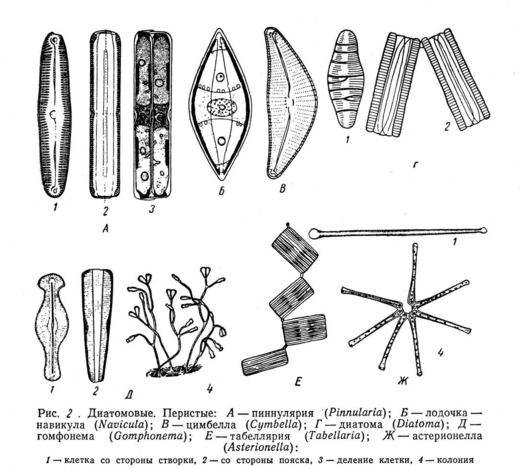 1
2
3
А
Б
В
1
2
г
1
2
Д
4
Е
1
4
Ж
Рис. 2 . Диатомовые. Перистые: А — пиннулярия (Pinnularia); Б — лодочка —
навикула (Navicula); В — цимбелла (Cymbella); Г — диатома (Diatoma); Д —
гомфонема (Gomphonema); Е — табеллярия (Tabellaria); Ж — астерионелла
(Asterionella):
1 — клетка со стороны створки, 2 — со стороны пояска, 3 — деление клетки, 4 — колония